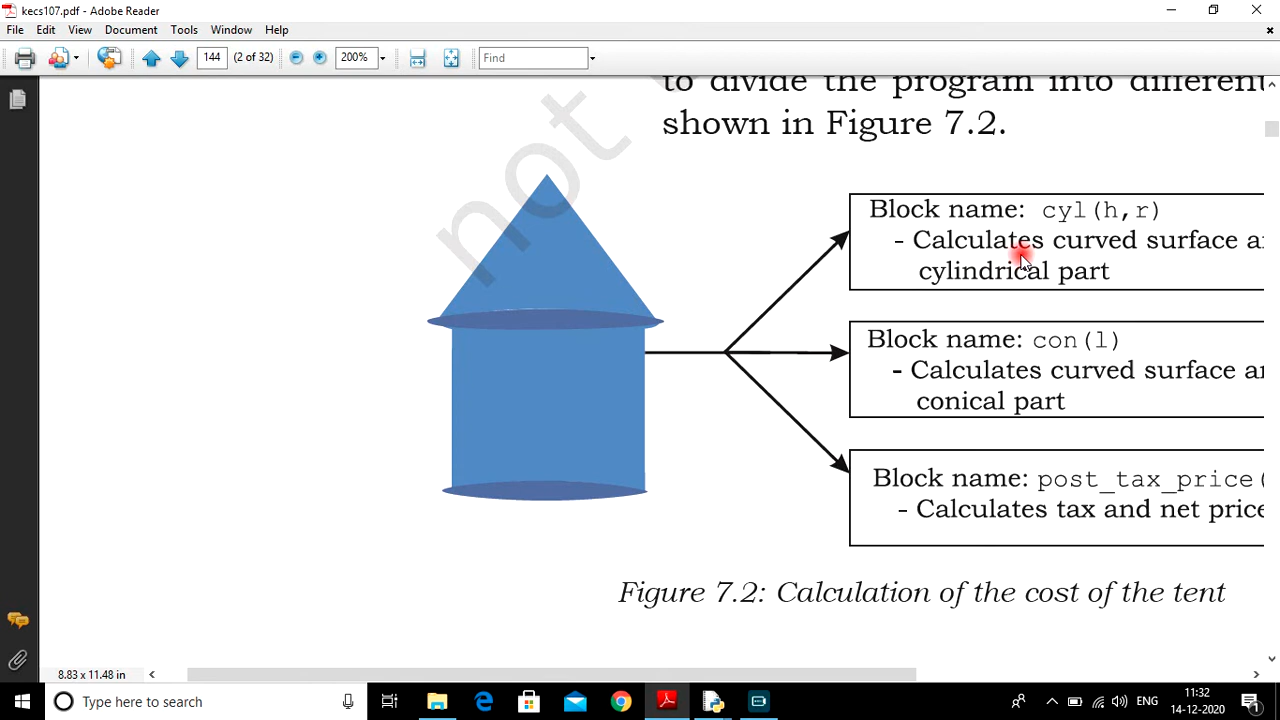 kecs107.pdf - Adobe Reader
File Edit View Document Tools Window Help
144 (2 of 32) 200% Find
to divide the program into different
shown in Figure 7.2.
not
Block name: cyl(h,r)
- Calculates curved surface
cylindrical part
Block name: con(l)
- Calculates curved surface
conical part
Block name: post_tax_price(
- Calculates tax and net price
Figure 7.2: Calculation of the cost of the tent
8.83 x 11.48 in
Type here to search
ENG
11:32
14-12-2020
1